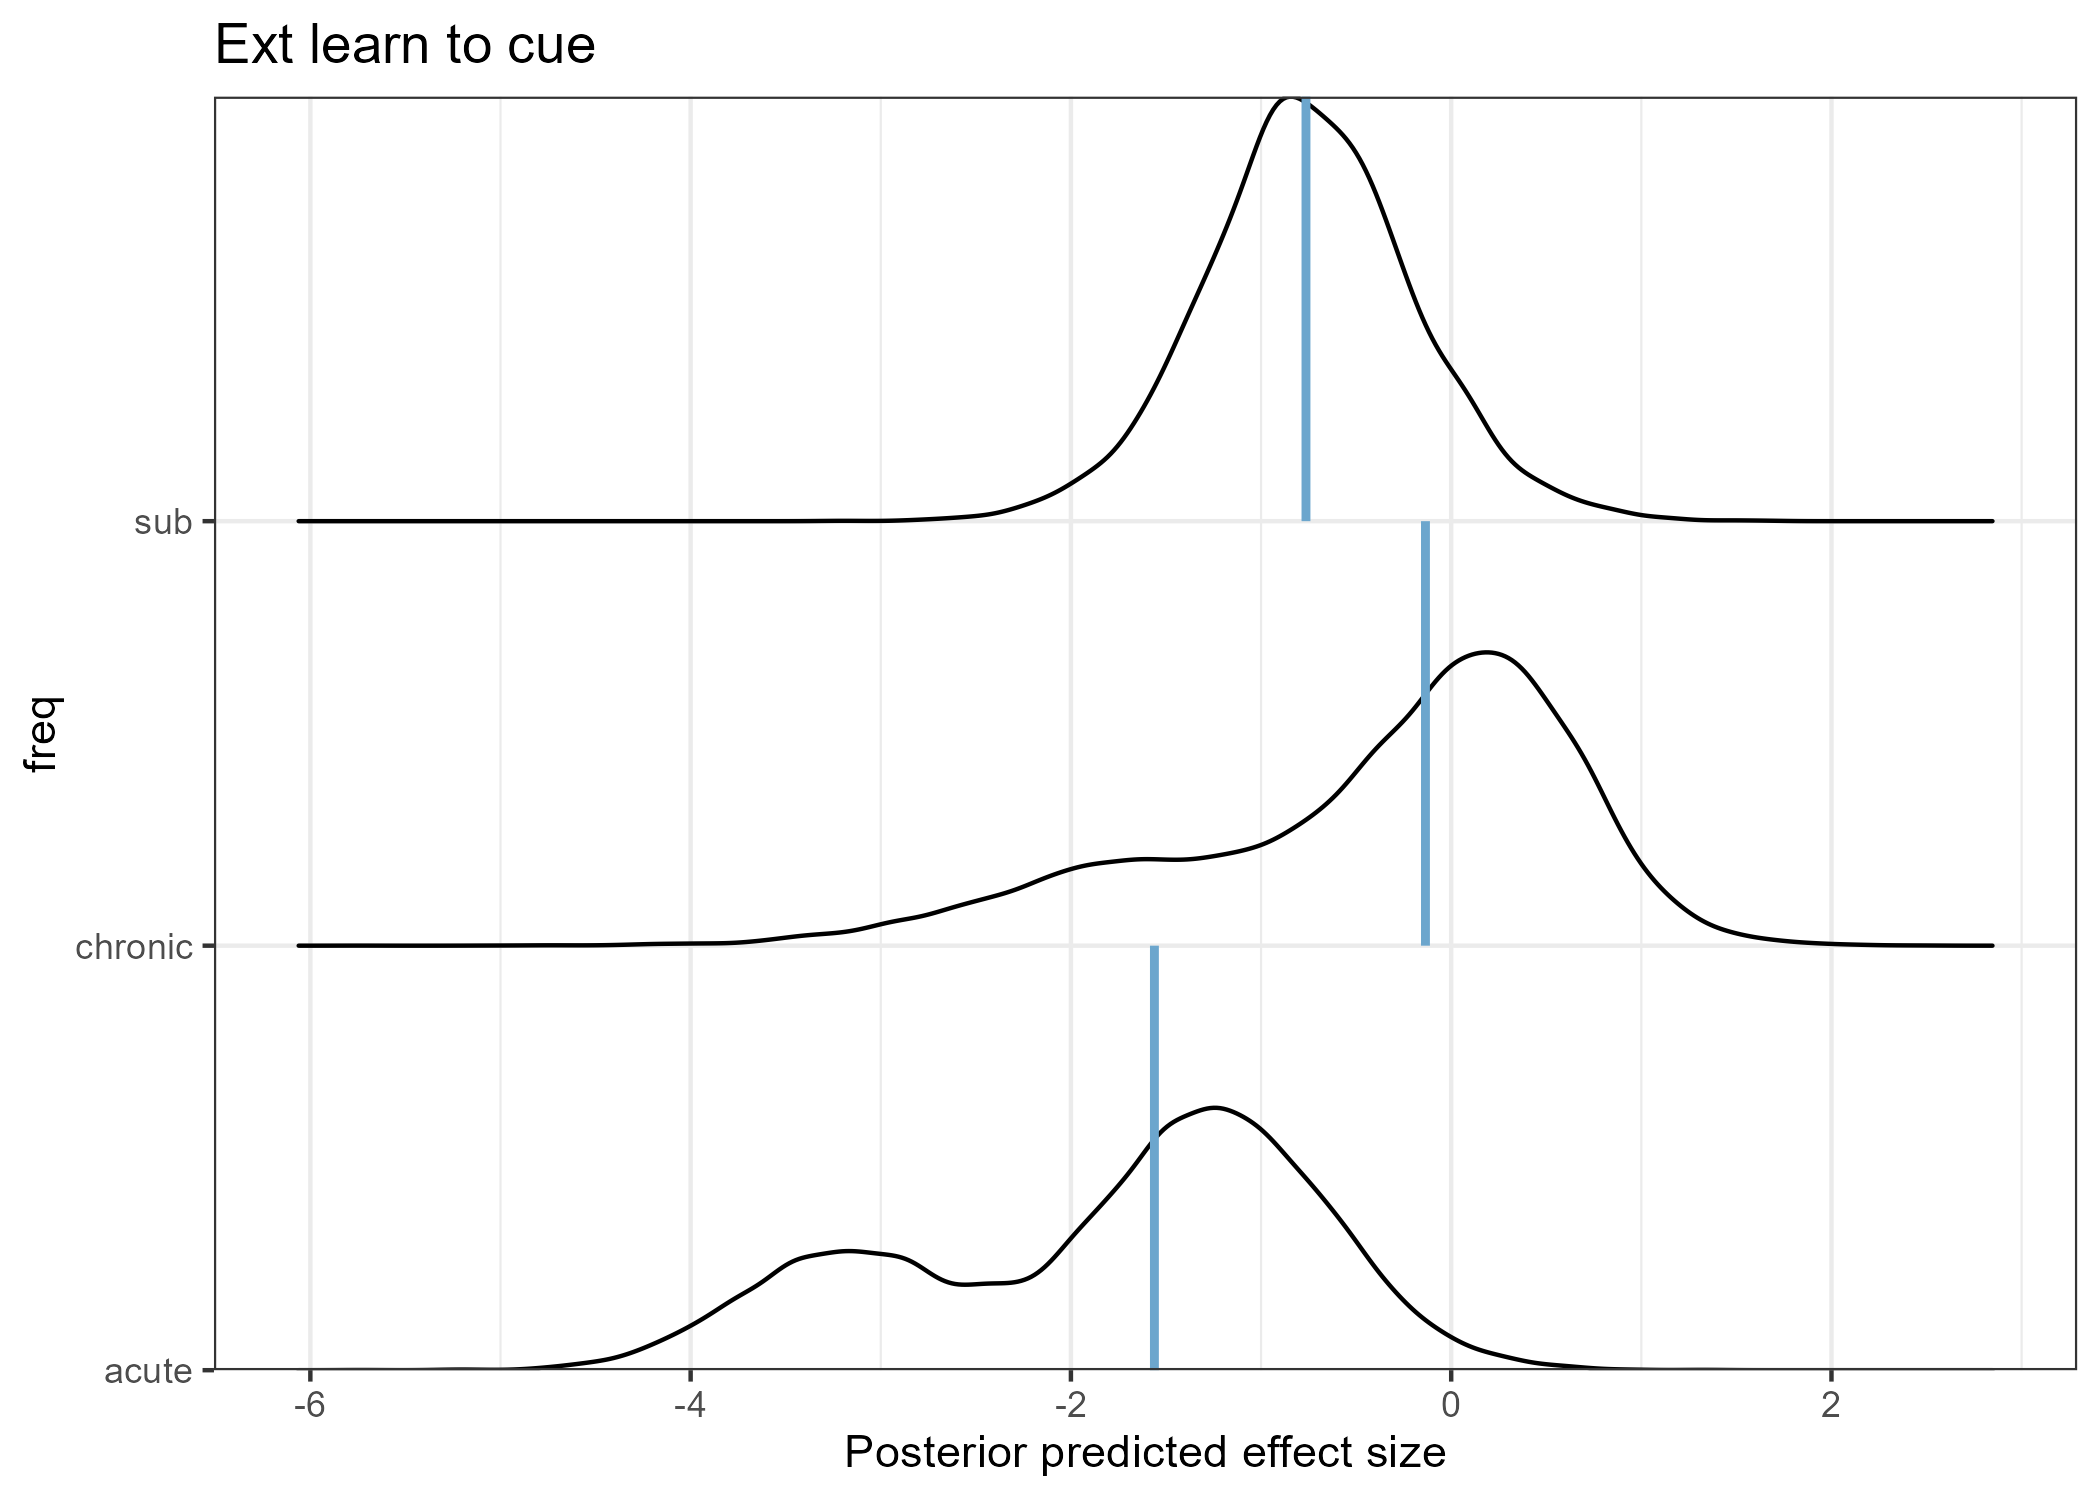 Ext learn to cue
sub
chronic
acute
freq
-6 -4 -2 0 2
Posterior predicted effect size